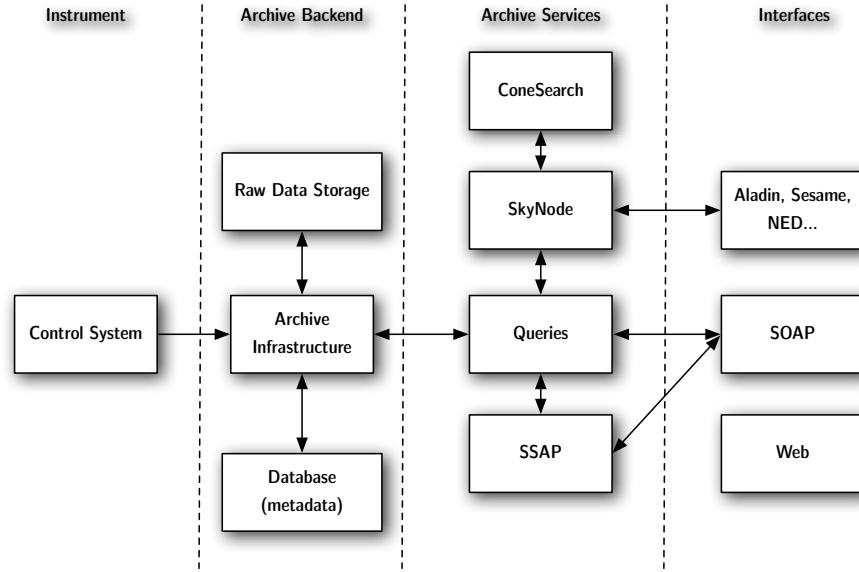 Instrument
Archive Backend
Archive Services
Interfaces
ConeSearch
Raw Data Storage
SkyNode
Aladin, Sesame,
NED...
Control System
Archive
Infrastructure
Queries
SOAP
Database
(metadata)
SSAP
Web